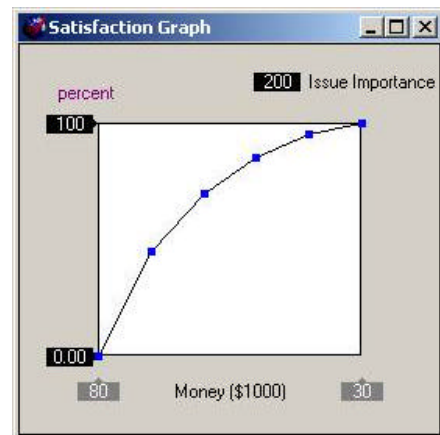 Satisfaction Graph
200 Issue Importance
percent
100
0.00
80 Money ($1000) 30